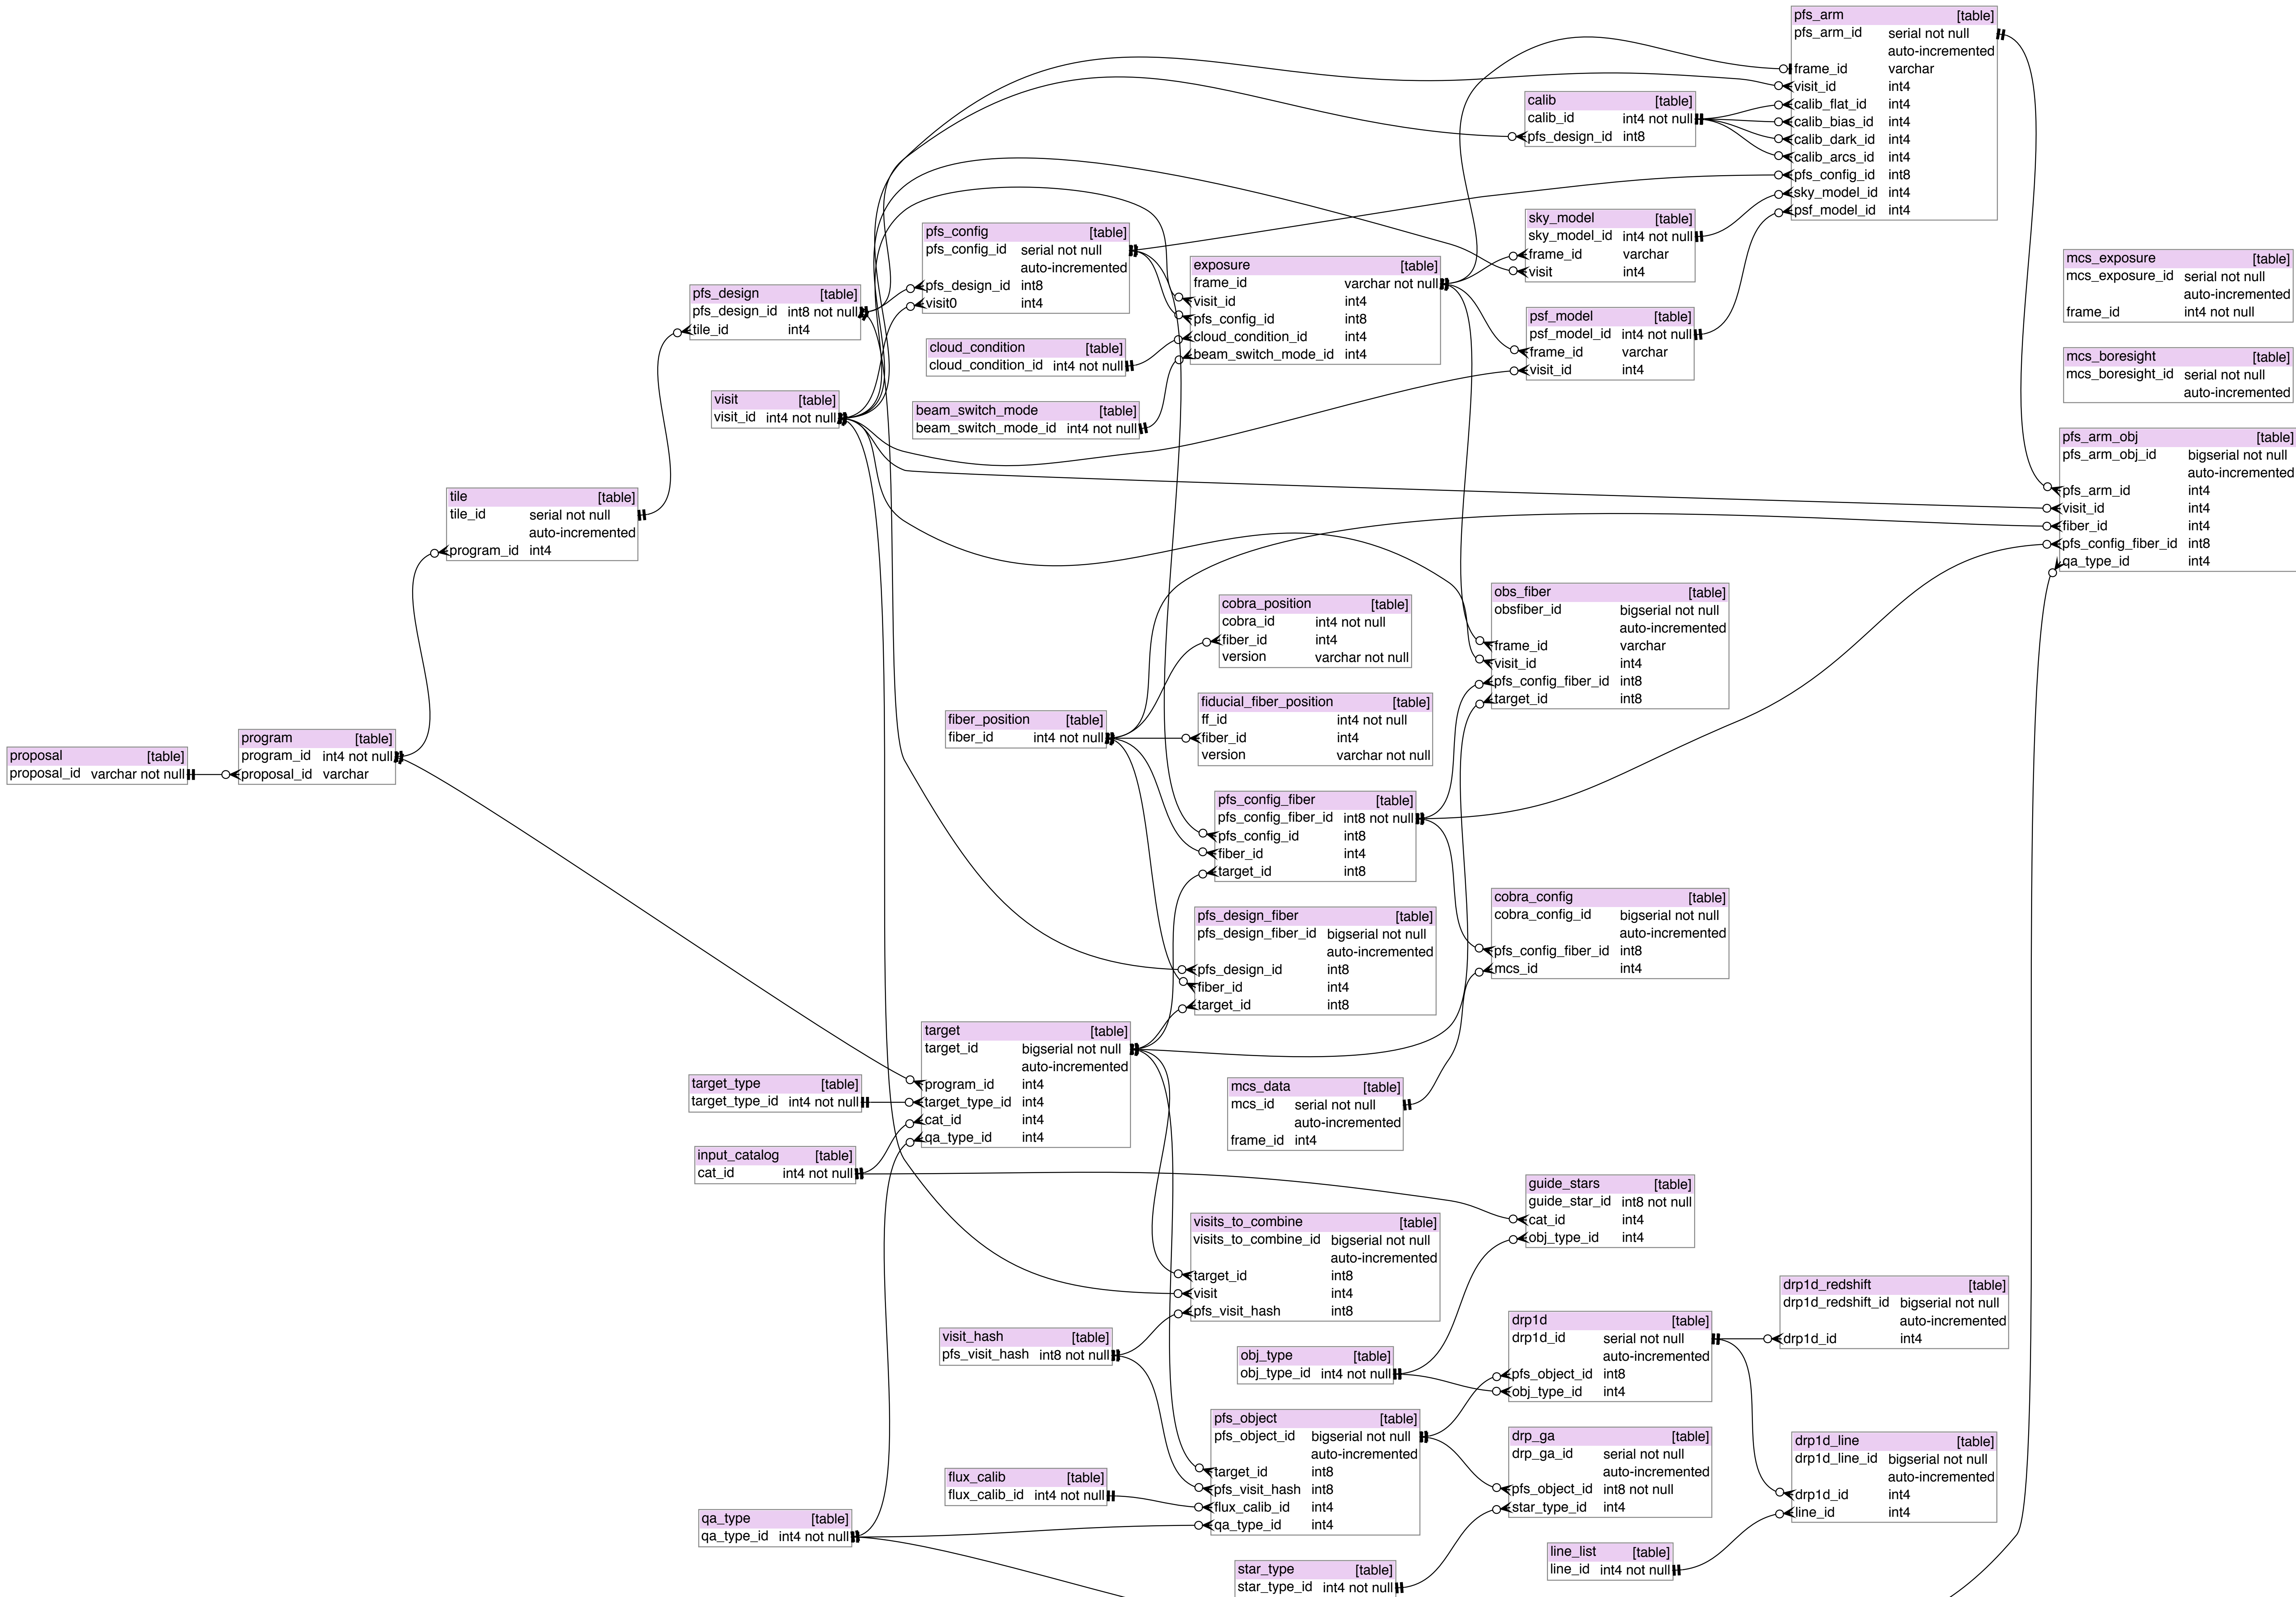 pfs_arm [table]
pfs_arm_id serial not null
auto-incremented
frame_id varchar
visit_id int4
calib_flat_id int4
calib_bias_id int4
calib_dark_id int4
calib_arcs_id int4
pfs_config_id int8
sky_model_id int4
psf_model_id int4
calib [table]
calib_id int4 not null
pfs_design_id int8
sky_model [table]
sky_model_id int4 not null
frame_id varchar
visit int4
pfs_config [table]
pfs_config_id serial not null
auto-incremented
pfs_design_id int8
visit0 int4
mcs_exposure [table]
mcs_exposure_id serial not null
auto-incremented
frame_id int4 not null
exposure [table]
frame_id varchar not null
visit_id int4
pfs_config_id int8
cloud_condition_id int4
beam_switch_mode_id int4
pfs_design [table]
pfs_design_id int8 not null
tile_id int4
psf_model [table]
psf_model_id int4 not null
frame_id varchar
visit_id int4
cloud_condition [table]
cloud_condition_id int4 not null
mcs_boresight [table]
mcs_boresight_id serial not null
auto-incremented
visit [table]
visit_id int4 not null
beam_switch_mode [table]
beam_switch_mode_id int4 not null
pfs_arm_obj [table]
pfs_arm_obj_id bigserial not null
auto-incremented
pfs_arm_id int4
visit_id int4
fiber_id int4
pfs_config_fiber_id int8
qa_type_id int4
tile [table]
tile_id serial not null
auto-incremented
program_id int4
obs_fiber [table]
obsfiber_id bigserial not null
auto-incremented
frame_id varchar
visit_id int4
pfs_config_fiber_id int8
target_id int8
cobra_position [table]
cobra_id int4 not null
fiber_id int4
version varchar not null
fiducial_fiber_position [table]
ff_id int4 not null
fiber_id int4
version varchar not null
fiber_position [table]
fiber_id int4 not null
program [table]
program_id int4 not null
proposal_id varchar
proposal [table]
proposal_id varchar not null
pfs_config_fiber [table]
pfs_config_fiber_id int8 not null
pfs_config_id int8
fiber_id int4
target_id int8
cobra_config [table]
cobra_config_id bigserial not null
auto-incremented
pfs_config_fiber_id int8
mcs_id int4
pfs_design_fiber [table]
pfs_design_fiber_id bigserial not null
auto-incremented
pfs_design_id int8
fiber_id int4
target_id int8
target [table]
target_id bigserial not null
auto-incremented
program_id int4
target_type_id int4
cat_id int4
qa_type_id int4
target_type [table]
target_type_id int4 not null
mcs_data [table]
mcs_id serial not null
auto-incremented
frame_id int4
input_catalog [table]
cat_id int4 not null
guide_stars [table]
guide_star_id int8 not null
cat_id int4
obj_type_id int4
visits_to_combine [table]
visits_to_combine_id bigserial not null
auto-incremented
target_id int8
visit int4
pfs_visit_hash int8
drp1d_redshift [table]
drp1d_redshift_id bigserial not null
auto-incremented
drp1d_id int4
drp1d [table]
drp1d_id serial not null
auto-incremented
pfs_object_id int8
obj_type_id int4
visit_hash [table]
pfs_visit_hash int8 not null
obj_type [table]
obj_type_id int4 not null
pfs_object [table]
pfs_object_id bigserial not null
auto-incremented
target_id int8
pfs_visit_hash int8
flux_calib_id int4
qa_type_id int4
drp_ga [table]
drp_ga_id serial not null
auto-incremented
pfs_object_id int8 not null
star_type_id int4
drp1d_line [table]
drp1d_line_id bigserial not null
auto-incremented
drp1d_id int4
line_id int4
flux_calib [table]
flux_calib_id int4 not null
qa_type [table]
qa_type_id int4 not null
line_list [table]
line_id int4 not null
star_type [table]
star_type_id int4 not null